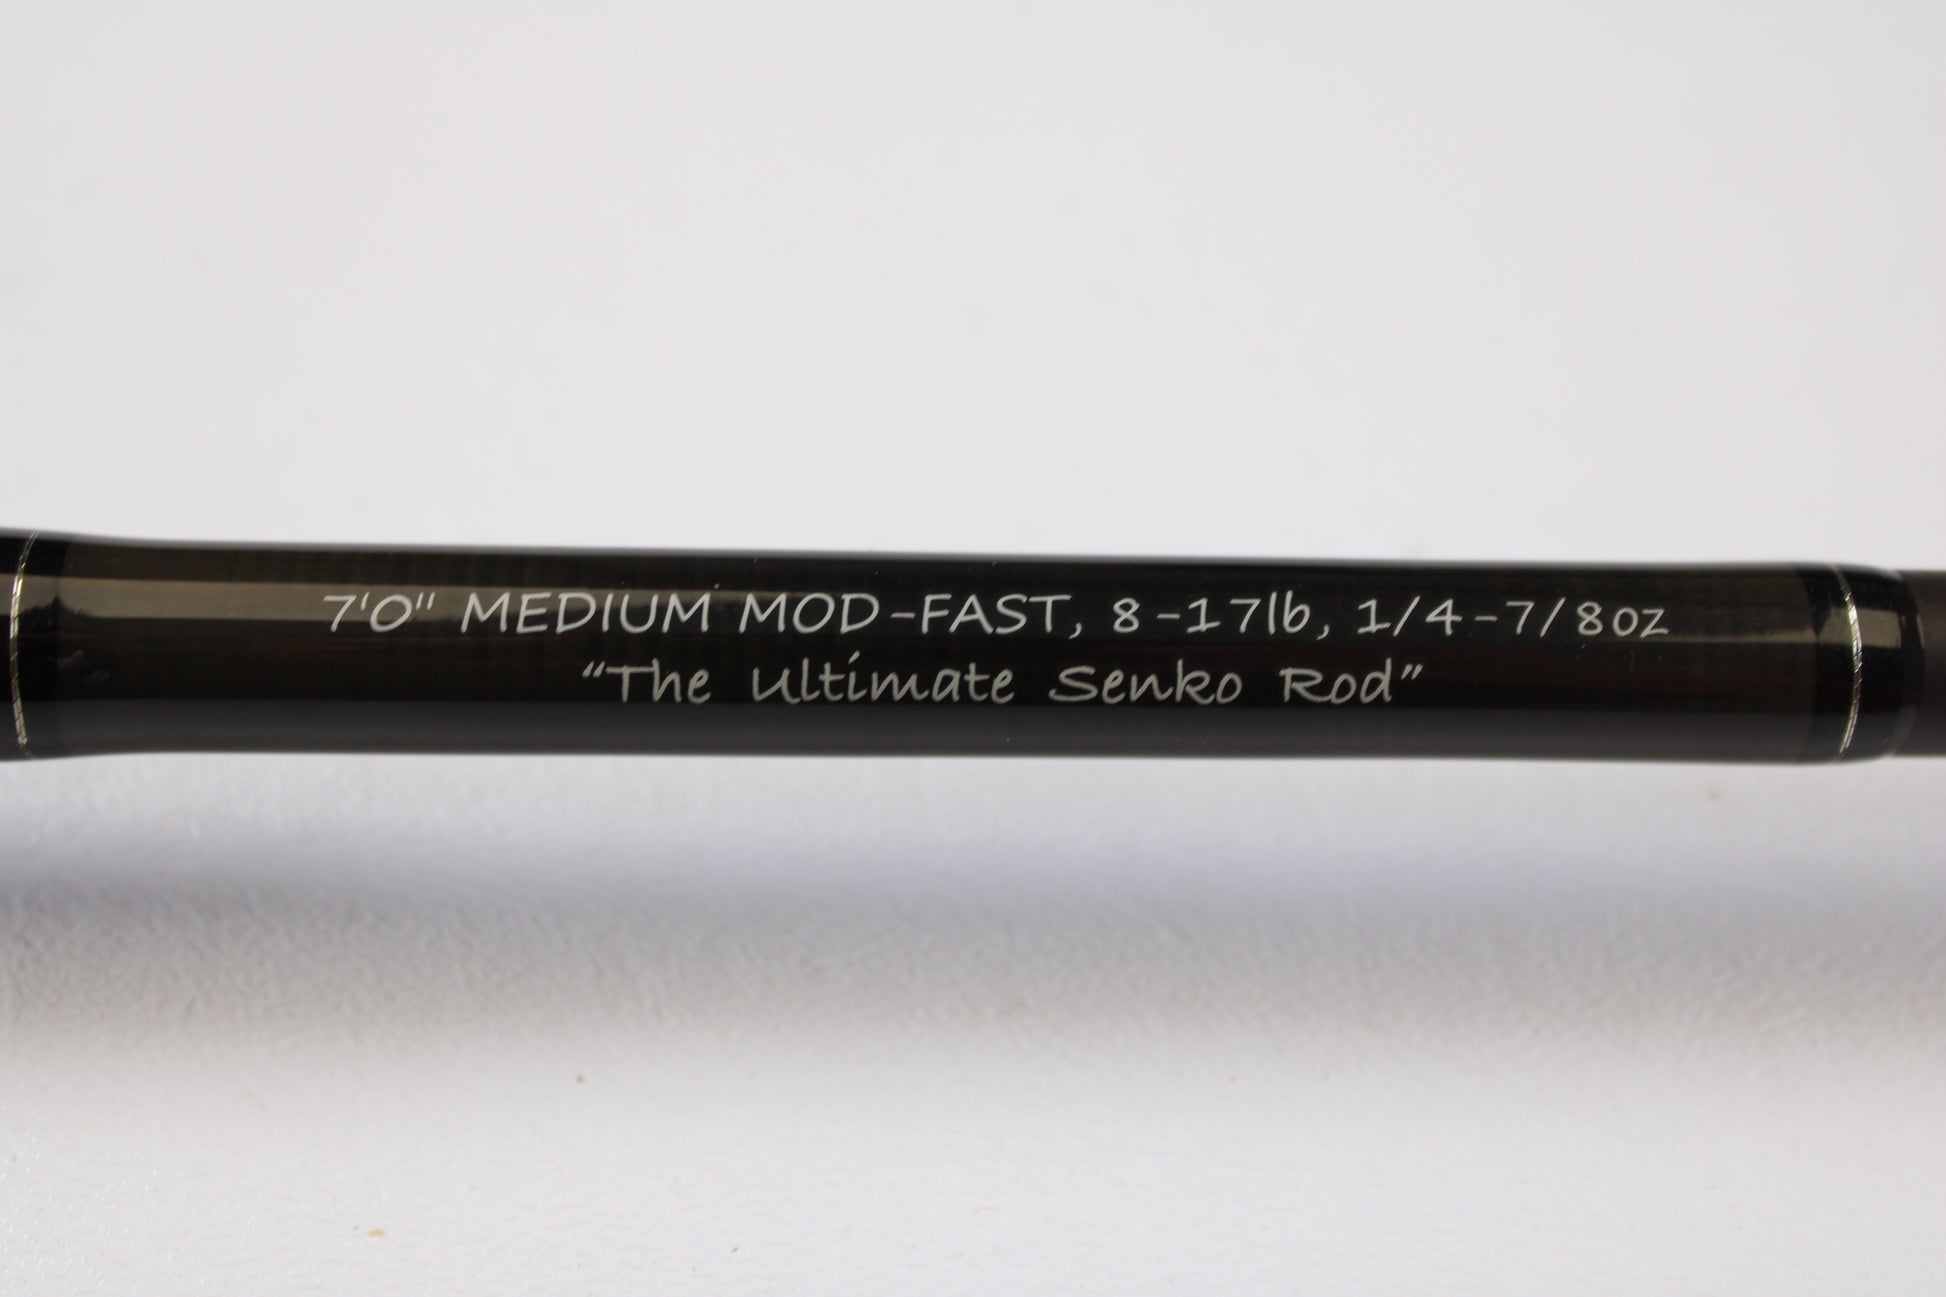 7'0" MEDIUM MOD-FAST, 8-17lb, 1/4-7/8oz
“The Ultimate Senko Rod”